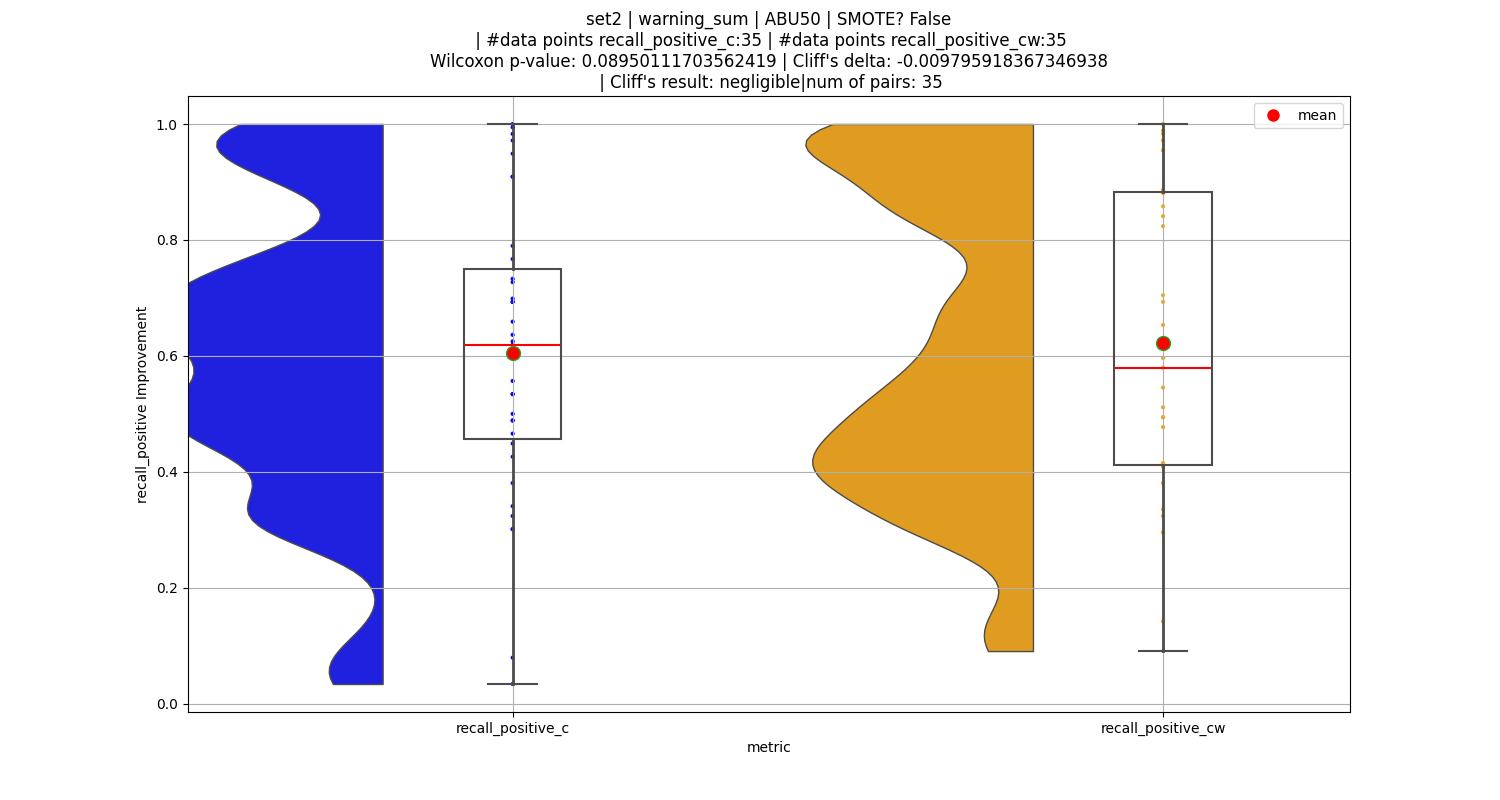 set2 | warning_sum | ABU50 | SMOTE? False
| #data points recall_positive_c:35 | #data points recall_positive_cw:35
Wilcoxon p-value: 0.08950111703562419 | Cliff's delta: -0.009795918367346938
| Cliff's result: negligible|num of pairs: 35
mean
1.0
0.8
0.6
0.4
0.2
0.0
recall_positive Improvement
recall_positive_c
recall_positive_cw
metric